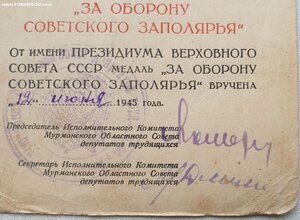 www.FORUMS-SU.com
„ЗА ОБОРОНУ
СОВЕТСКОГО ЗАПОЛЯРЬЯ“
От имени ПРЕЗИДИУМА ВЕРХОВНОГО
СОВЕТА СССР МЕДАЛЬ „ЗА ОБОРОНУ
СОВЕТСКОГО ЗАПОЛЯРЬЯ“ ВРУЧЕНА
„12“ июня 1945 года.
Председатель Исполнительного Комитета
Мурманского Областного Совета
депутатов трудящихся
Секретарь Исполнительного Комитета
Мурманского Областного Совета
депутатов трудящихся